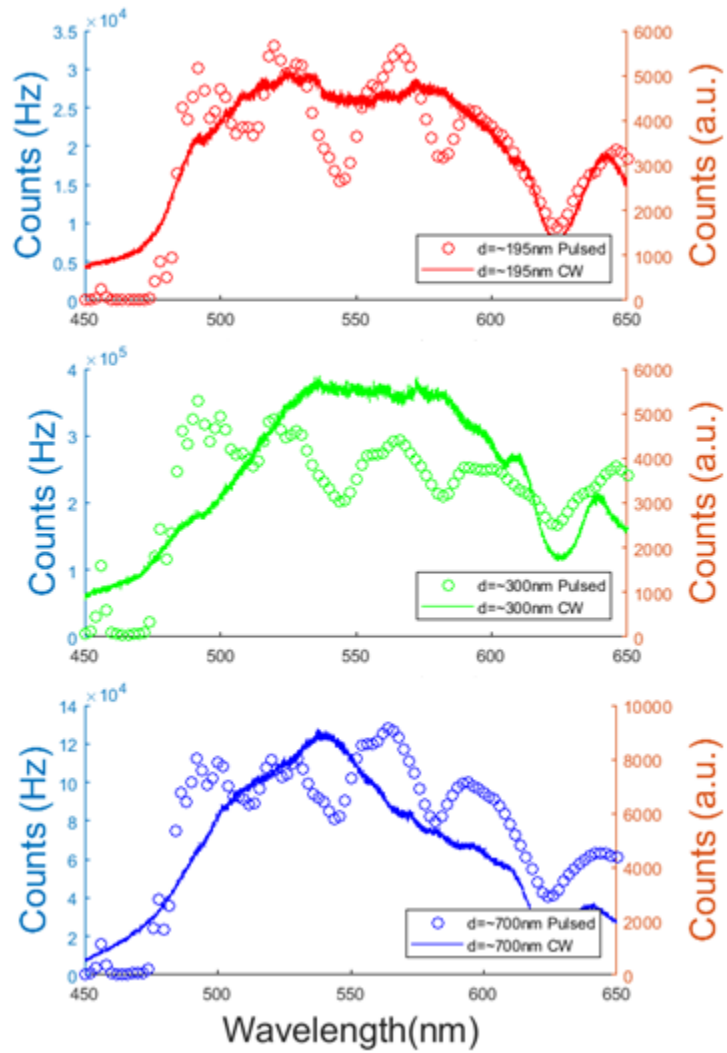 × 10⁴
3.5
3
2.5
2
1.5
1
0.5
0
Counts (Hz)
6000
5000
4000
3000
2000
1000
0
Counts (a.u.)
d=~195nm Pulsed
d=~195nm CW
450 500 550 600 650
× 10⁵
4
3
2
1
0
Counts (Hz)
6000
5000
4000
3000
2000
1000
0
Counts (a.u.)
d=~300nm Pulsed
d=~300nm CW
450 500 550 600 650
× 10⁴
14
12
10
8
6
4
2
0
Counts (Hz)
10000
8000
6000
4000
2000
0
Counts (a.u.)
d=~700nm Pulsed
d=~700nm CW
450 500 550 600 650
Wavelength(nm)